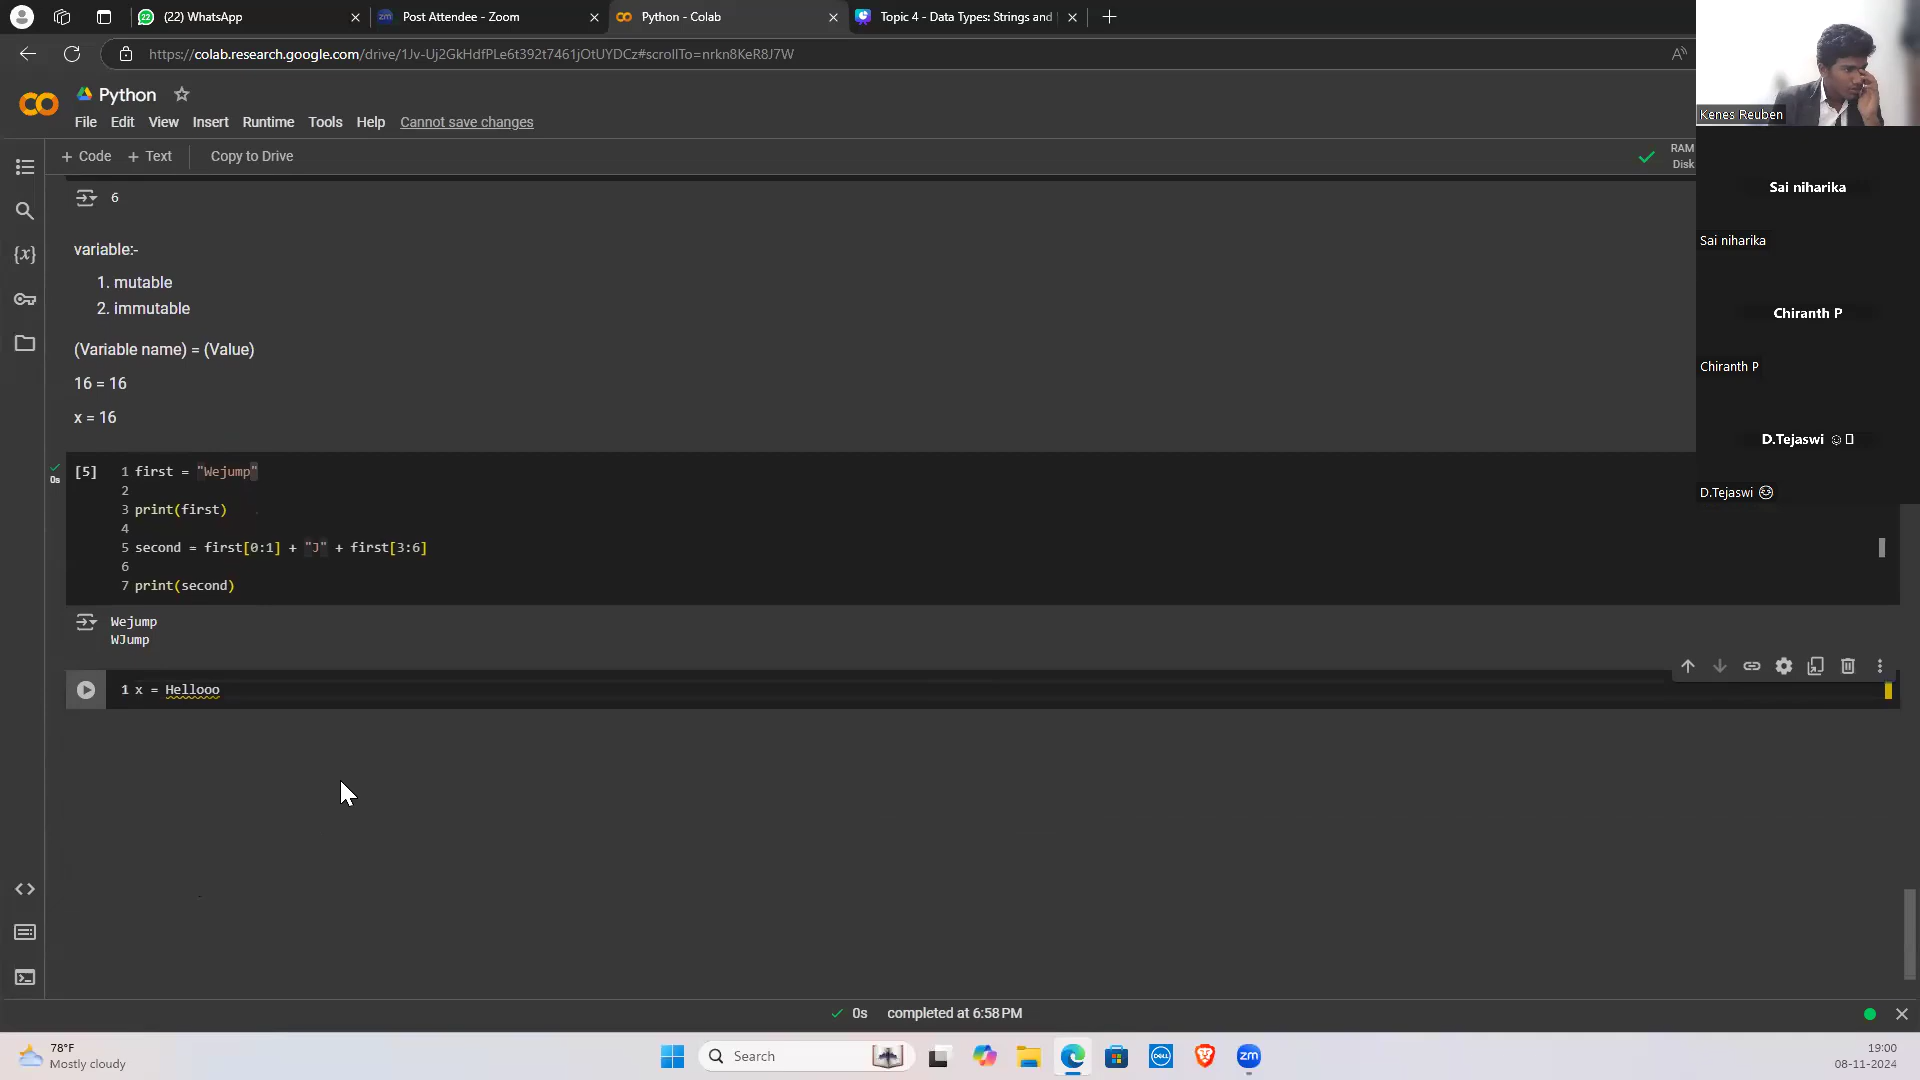 (22) WhatsApp
Post Attendee - Zoom
Python - Colab
Topic 4 - Data Types: Strings and
https://colab.research.google.com/drive/1Jv-Uj2GkHdfPLe6t392t7461jOtUYDCz#scrollTo=nrkn8KeR8J7W
Python
File Edit View Insert Runtime Tools Help Cannot save changes
+ Code + Text Copy to Drive
RAM
Disk
6
variable:-
1. mutable
2. immutable
(Variable name) = (Value)
16 = 16
x = 16
[5]
0s
1 first = "Wejump"
2
3 print(first)
4
5 second = first[0:1] + "J" + first[3:6]
6
7 print(second)
Wejump
WJump
1 x = Hellooo
0s completed at 6:58 PM
Kenes Reuben
Sai niharika
Sai niharika
Chiranth P
Chiranth P
D.Tejaswi ☺
D.Tejaswi
78°F
Mostly cloudy
Search
DELL
zm
19:00
08-11-2024